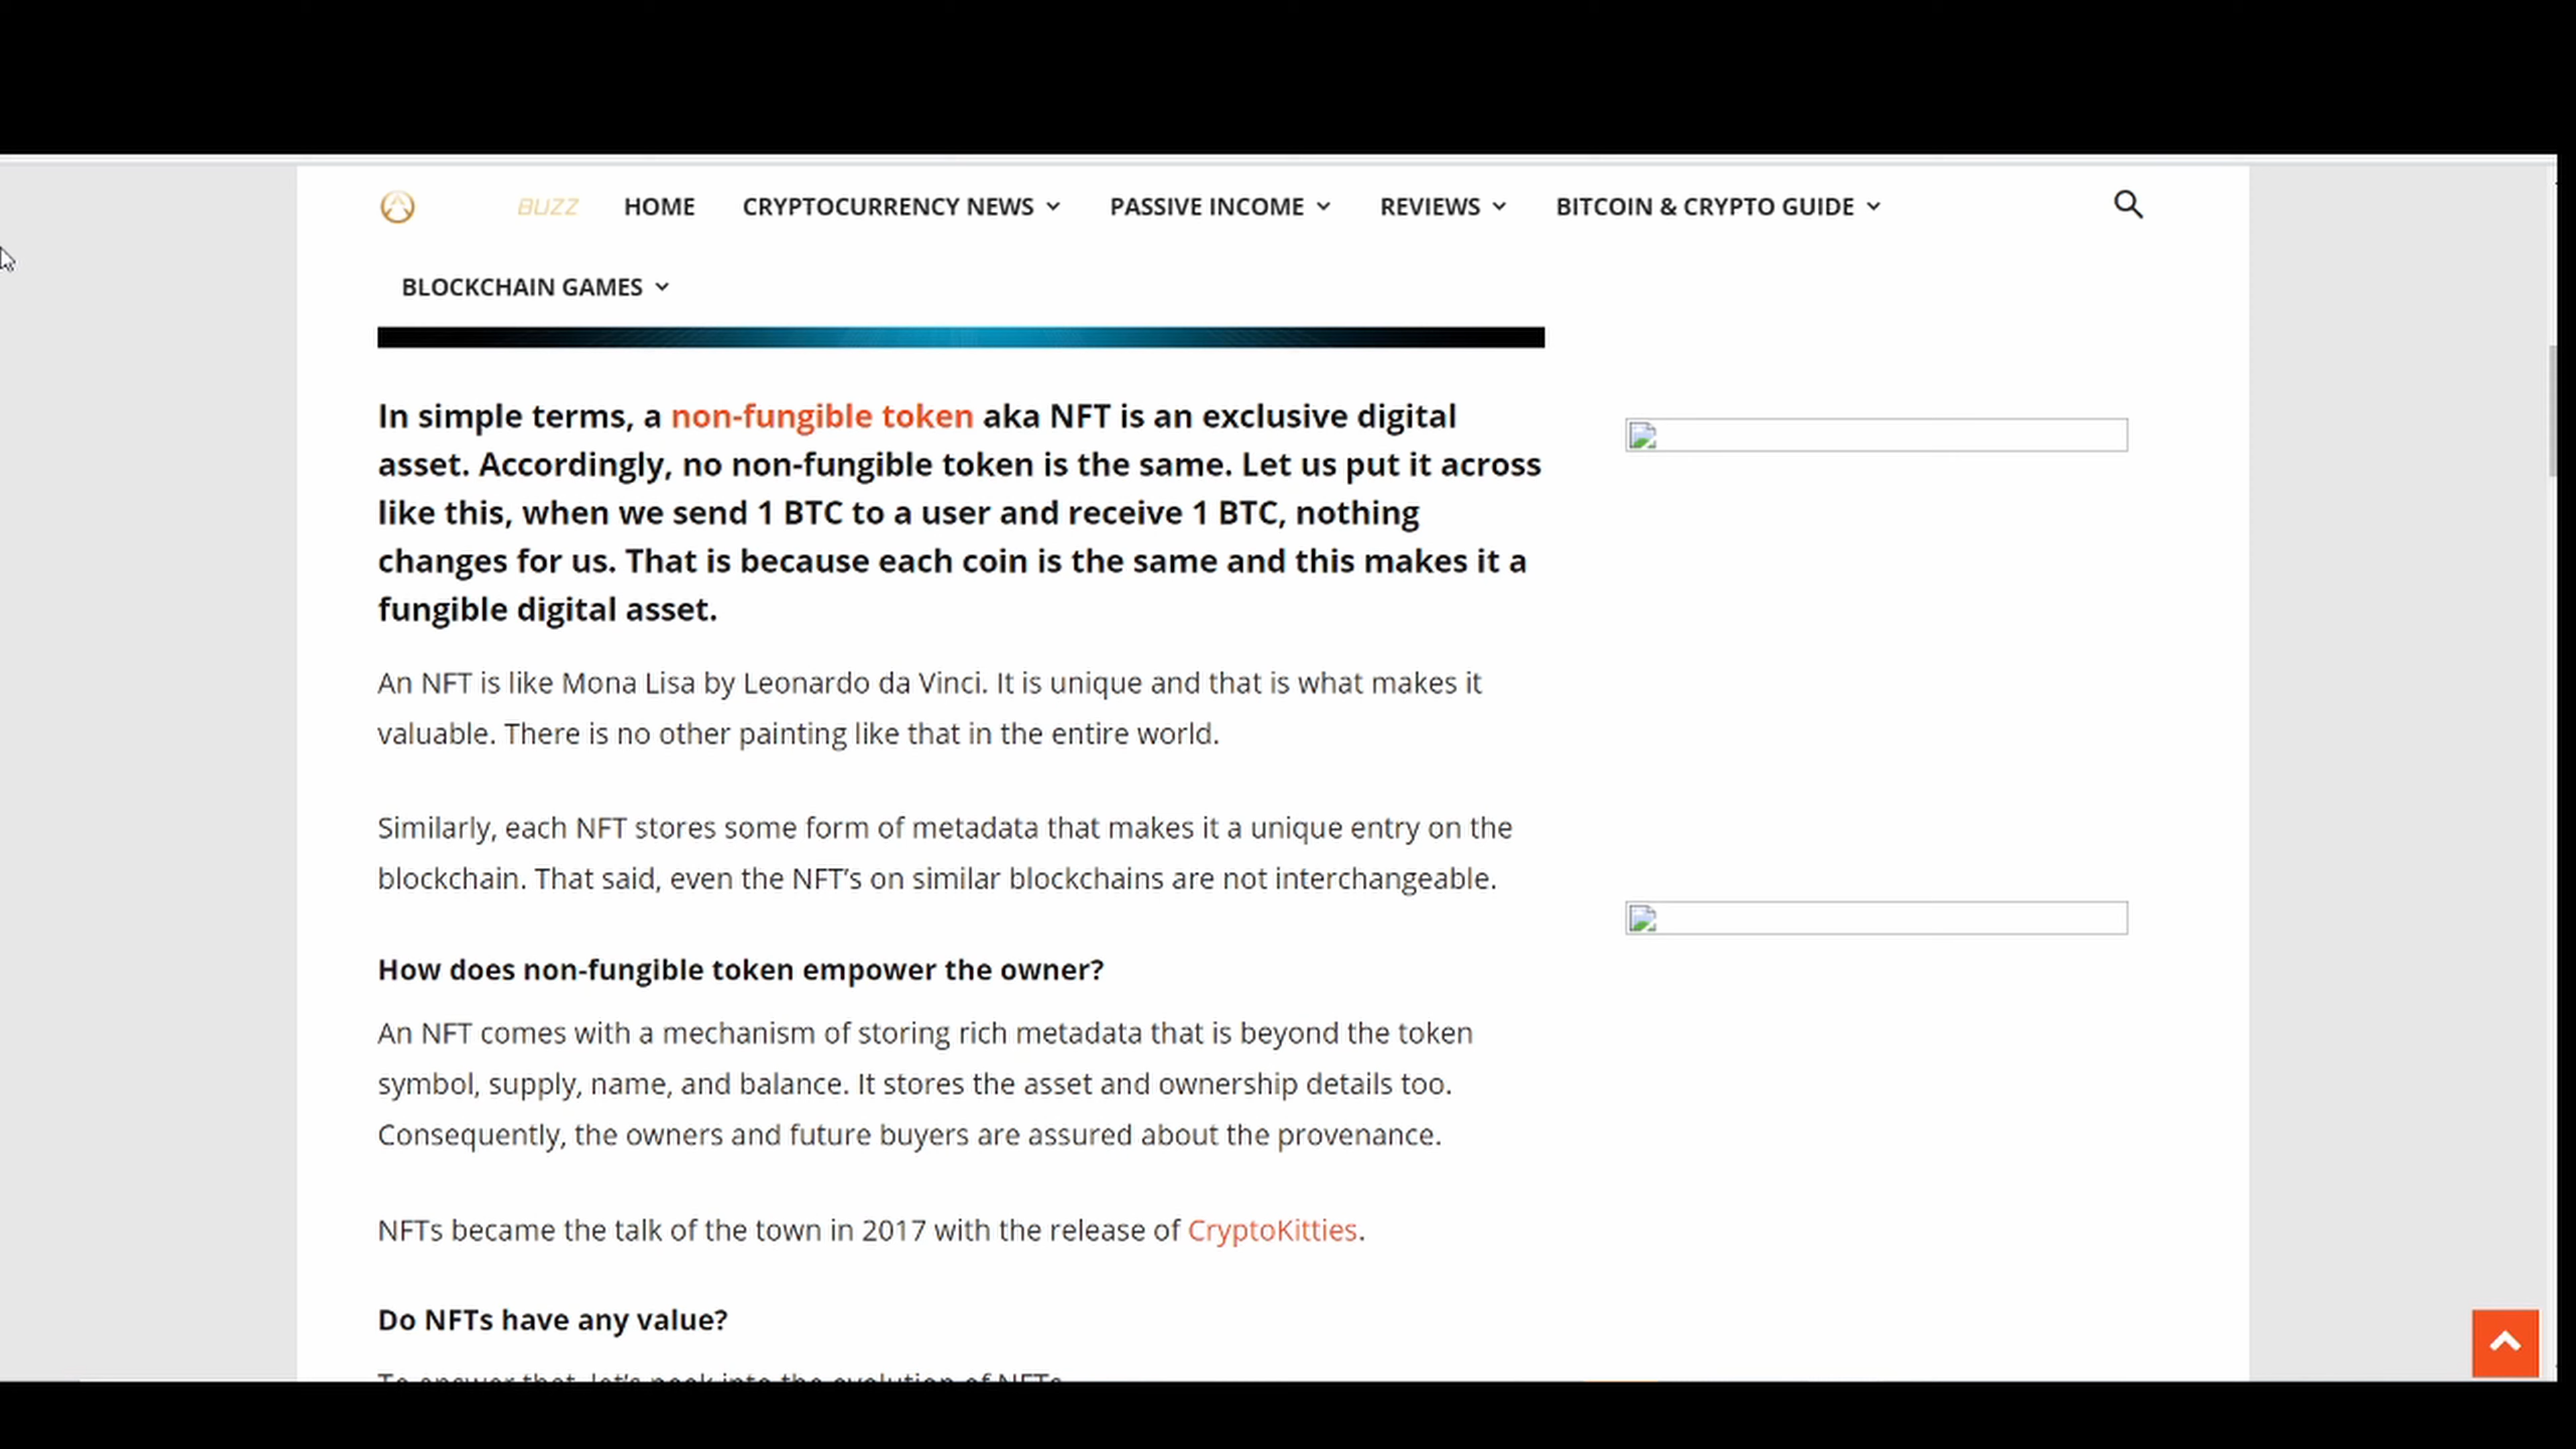 BUZZ HOME CRYPTOCURRENCY NEWS PASSIVE INCOME REVIEWS BITCOIN & CRYPTO GUIDE
BLOCKCHAIN GAMES
In simple terms, a non-fungible token aka NFT is an exclusive digital
asset. Accordingly, no non-fungible token is the same. Let us put it across
like this, when we send 1 BTC to a user and receive 1 BTC, nothing
changes for us. That is because each coin is the same and this makes it a
fungible digital asset.
An NFT is like Mona Lisa by Leonardo da Vinci. It is unique and that is what makes it
valuable. There is no other painting like that in the entire world.
Similarly, each NFT stores some form of metadata that makes it a unique entry on the
blockchain. That said, even the NFT’s on similar blockchains are not interchangeable.
How does non-fungible token empower the owner?
An NFT comes with a mechanism of storing rich metadata that is beyond the token
symbol, supply, name, and balance. It stores the asset and ownership details too.
Consequently, the owners and future buyers are assured about the provenance.
NFTs became the talk of the town in 2017 with the release of CryptoKitties.
Do NFTs have any value?
To answer that, let’s peek into the evolution of NFTs